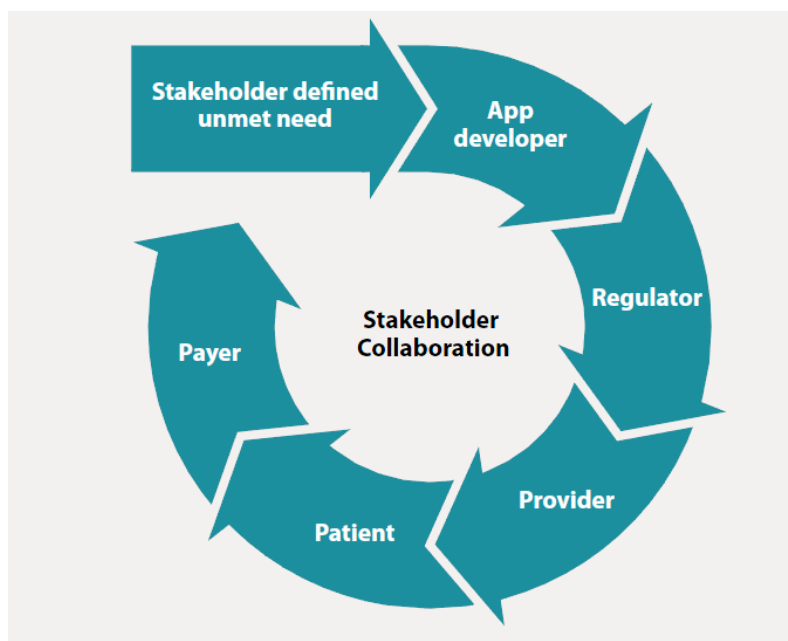 Stakeholder defined
unmet need
App
developer
Regulator
Provider
Patient
Payer
Stakeholder
Collaboration